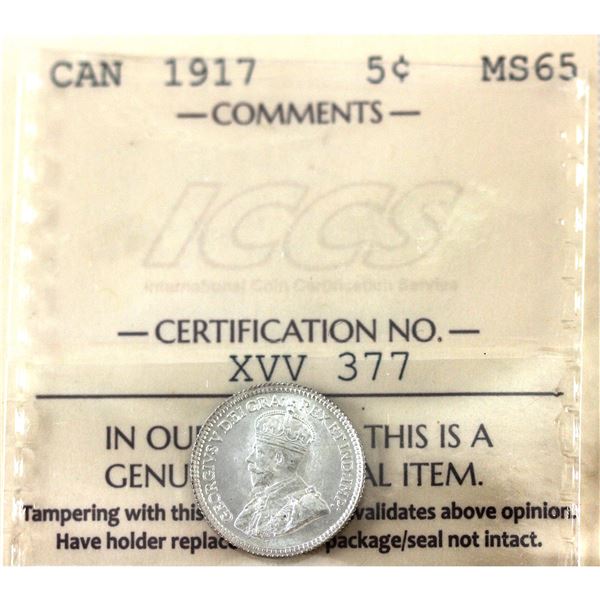 CAN 1917 5¢ MS65
—COMMENTS—
ICCS
International Coin Certification Service
—CERTIFICATION NO.—
XVV 377
IN OU THIS IS A
GENU AL ITEM.
Tampering with this validates above opinion.
Have holder replac package/seal not intact.
GEORGIVS V DEI GRA: REX ET IND: IMP: